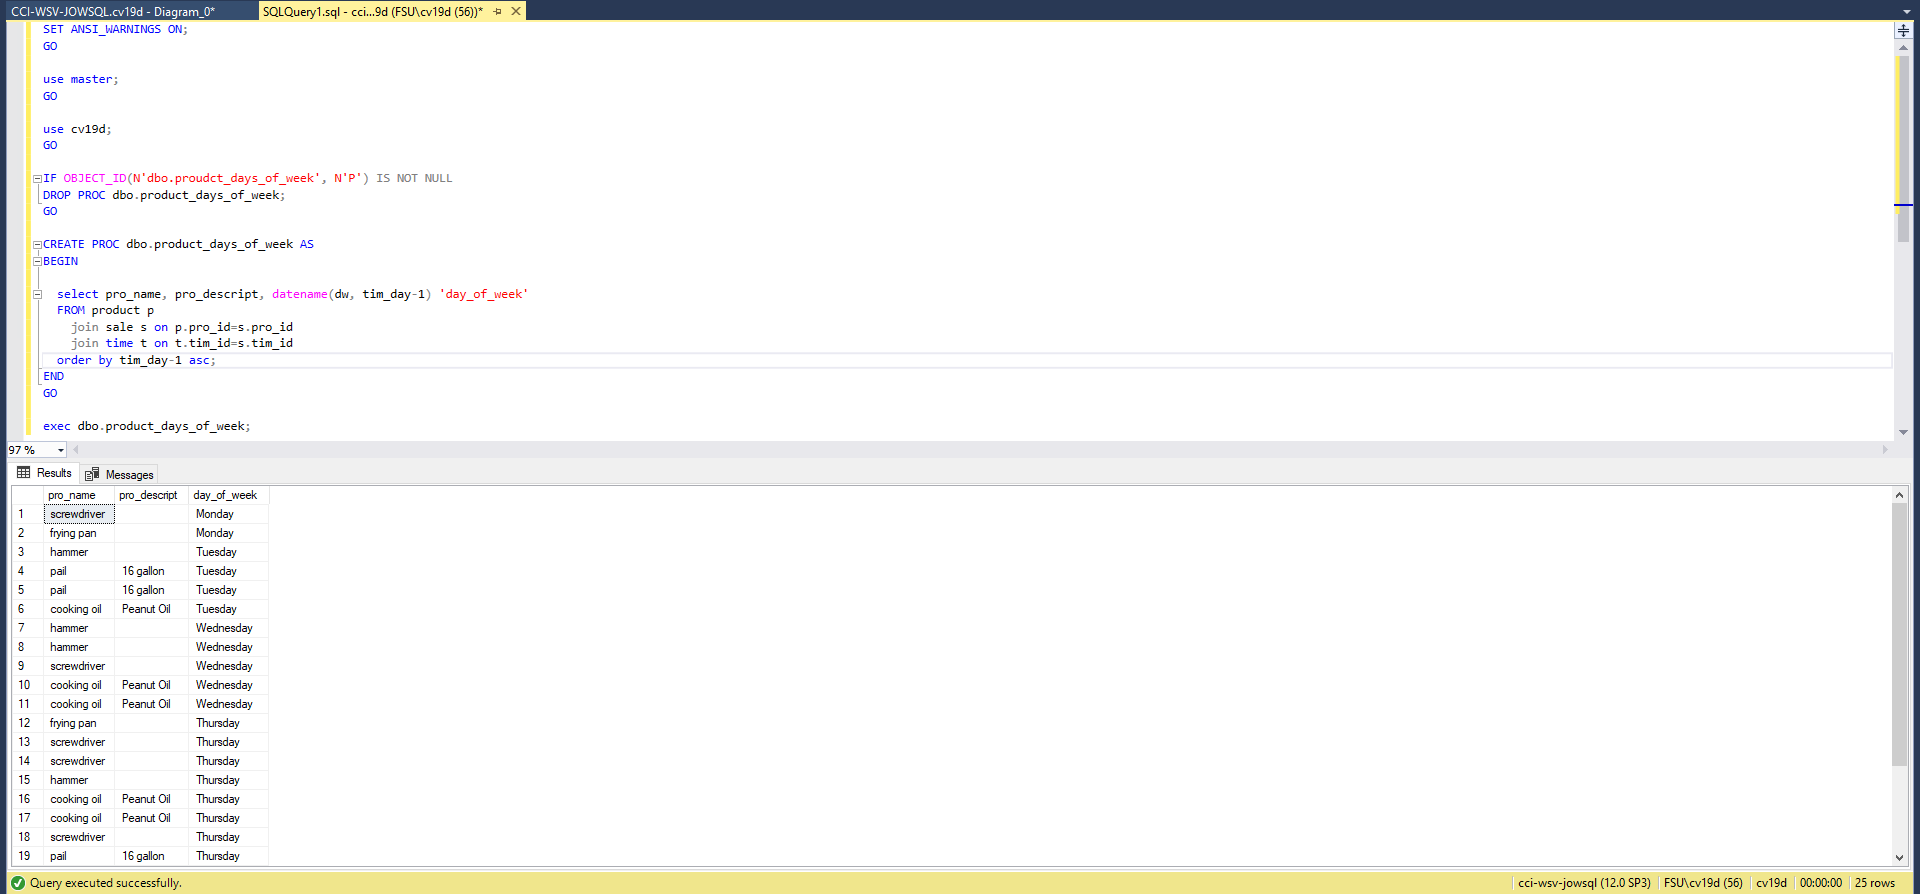 CCI-WSV-JOWSQL.cv19d - Diagram_0*
SQLQuery1.sql - cci...9d (FSU\cv19d (56))*
SET ANSI_WARNINGS ON;
GO
use master;
GO
use cv19d;
GO
IF OBJECT_ID(N'dbo.proudct_days_of_week', N'P') IS NOT NULL
DROP PROC dbo.product_days_of_week;
GO
CREATE PROC dbo.product_days_of_week AS
BEGIN
select pro_name, pro_descript, datename(dw, tim_day-1) 'day_of_week'
FROM product p
join sale s on p.pro_id=s.pro_id
join time t on t.tim_id=s.tim_id
order by tim_day-1 asc;
END
GO
exec dbo.product_days_of_week;
97 %
Results Messages
pro_name pro_descript day_of_week
1 screwdriver Monday
2 frying pan Monday
3 hammer Tuesday
4 pail 16 gallon Tuesday
5 pail 16 gallon Tuesday
6 cooking oil Peanut Oil Tuesday
7 hammer Wednesday
8 hammer Wednesday
9 screwdriver Wednesday
10 cooking oil Peanut Oil Wednesday
11 cooking oil Peanut Oil Wednesday
12 frying pan Thursday
13 screwdriver Thursday
14 screwdriver Thursday
15 hammer Thursday
16 cooking oil Peanut Oil Thursday
17 cooking oil Peanut Oil Thursday
18 screwdriver Thursday
19 pail 16 gallon Thursday
Query executed successfully.
cci-wsv-jowsql (12.0 SP3) FSU\cv19d (56) cv19d 00:00:00 25 rows